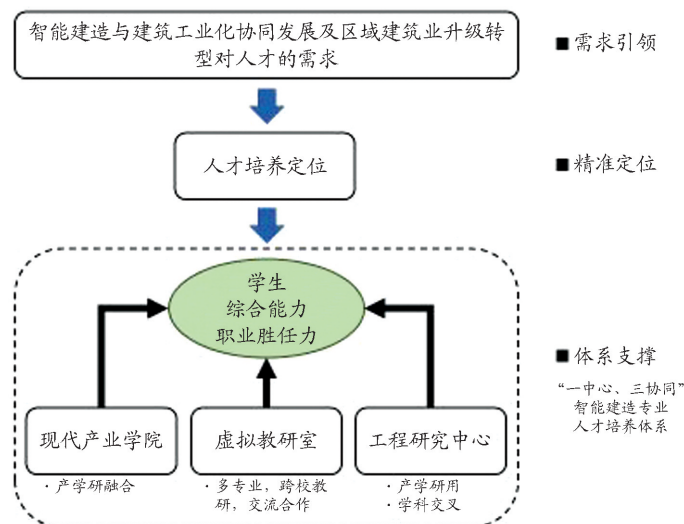 智能建造与建筑工业化协同发展及区域建筑业升级转
型对人才的需求
■需求引领
人才培养定位
■精准定位
学生
综合能力
职业胜任力
■体系支撑
“一中心、三协同”
智能建造专业
人才培养体系
现代产业学院
虚拟教研室
工程研究中心
·产学研融合
·多专业，跨校教
研，交流合作
·产学研用
·学科交叉